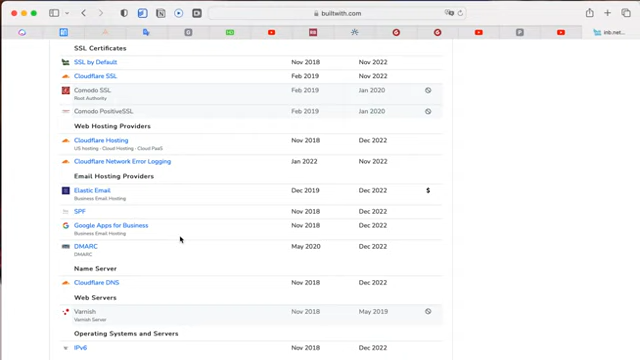 builtwith.com
inb.net...
SSL Certificates
SSL by Default Nov 2018 Nov 2022
Cloudflare SSL Feb 2019 Nov 2022
Comodo SSL Feb 2019 Jan 2020
Root Authority
Comodo PositiveSSL Feb 2019 Jan 2020
Web Hosting Providers
Cloudflare Hosting Nov 2018 Dec 2022
US hosting · Cloud Hosting · Cloud PaaS
Cloudflare Network Error Logging Jan 2022 Nov 2022
Email Hosting Providers
Elastic Email Dec 2019 Dec 2022 $
Business Email Hosting
SPF Nov 2018 Dec 2022
Google Apps for Business Nov 2018 Dec 2022
Business Email Hosting
DMARC May 2020 Dec 2022
DMARC
Name Server
Cloudflare DNS Nov 2018 Dec 2022
Web Servers
Varnish Nov 2018 May 2019
Varnish Server
Operating Systems and Servers
IPv6 Nov 2018 Dec 2022